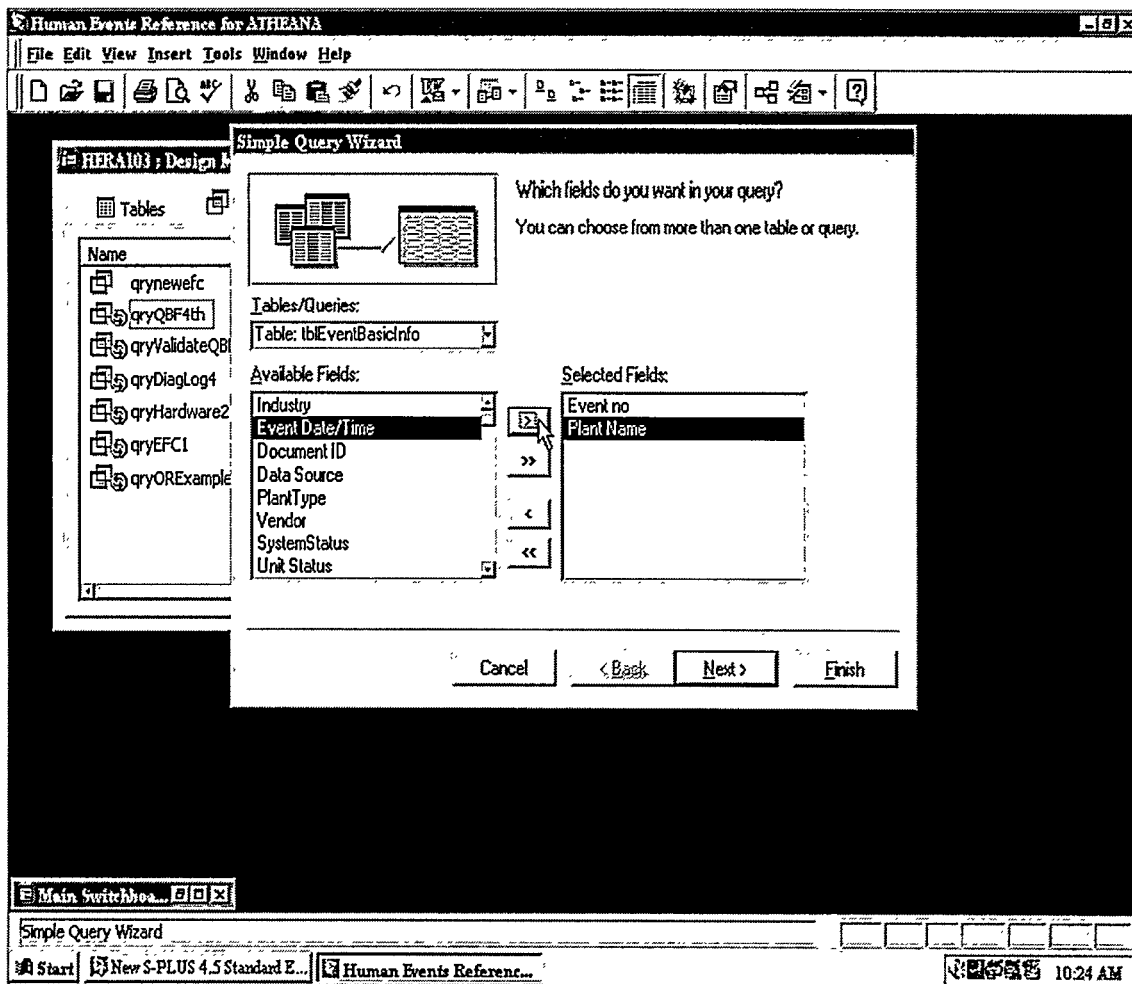 Human Events Reference for ATHEANA
File Edit View Insert Tools Window Help
Simple Query Wizard
HERA103 : Design M
Tables
Name
qrynewefc
qryQBF4th
qryValidateQB
qryDiagLog4
qryHardware2
qryEFC1
qryORExample
Which fields do you want in your query?
You can choose from more than one table or query.
Tables/Queries:
Table: tblEventBasicInfo
Available Fields:
Industry
Event Date/Time
Document ID
Data Source
PlantType
Vendor
SystemStatus
Unit Status
>
>>
<
<<
Selected Fields:
Event no
Plant Name
Cancel
< Back
Next >
Finish
Main Switchboa...
Simple Query Wizard
Start
New S-PLUS 4.5 Standard E...
Human Events Referenc...
10:24 AM